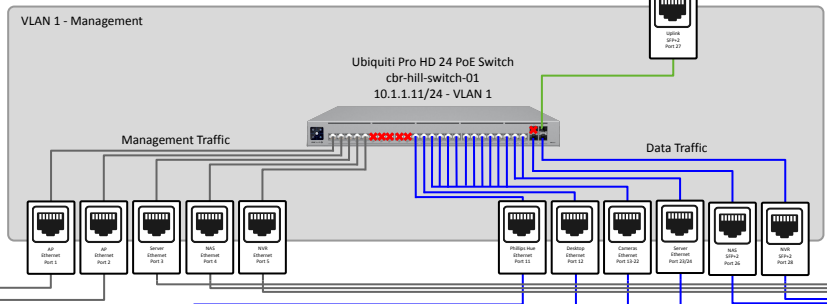 VLAN 1 - Management
Uplink
SFP+2
Port 27
Ubiquiti Pro HD 24 PoE Switch
cbr-hill-switch-01
10.1.1.11/24 - VLAN 1
Management Traffic
Data Traffic
AP
Ethernet
Port 1
AP
Ethernet
Port 2
Server
Ethernet
Port 3
NAS
Ethernet
Port 4
NVR
Ethernet
Port 5
Phillips Hue
Ethernet
Port 11
Desktop
Ethernet
Port 12
Cameras
Ethernet
Port 13-22
Server
Ethernet
Port 23/24
NAS
SFP+2
Port 26
NVR
SFP+2
Port 28